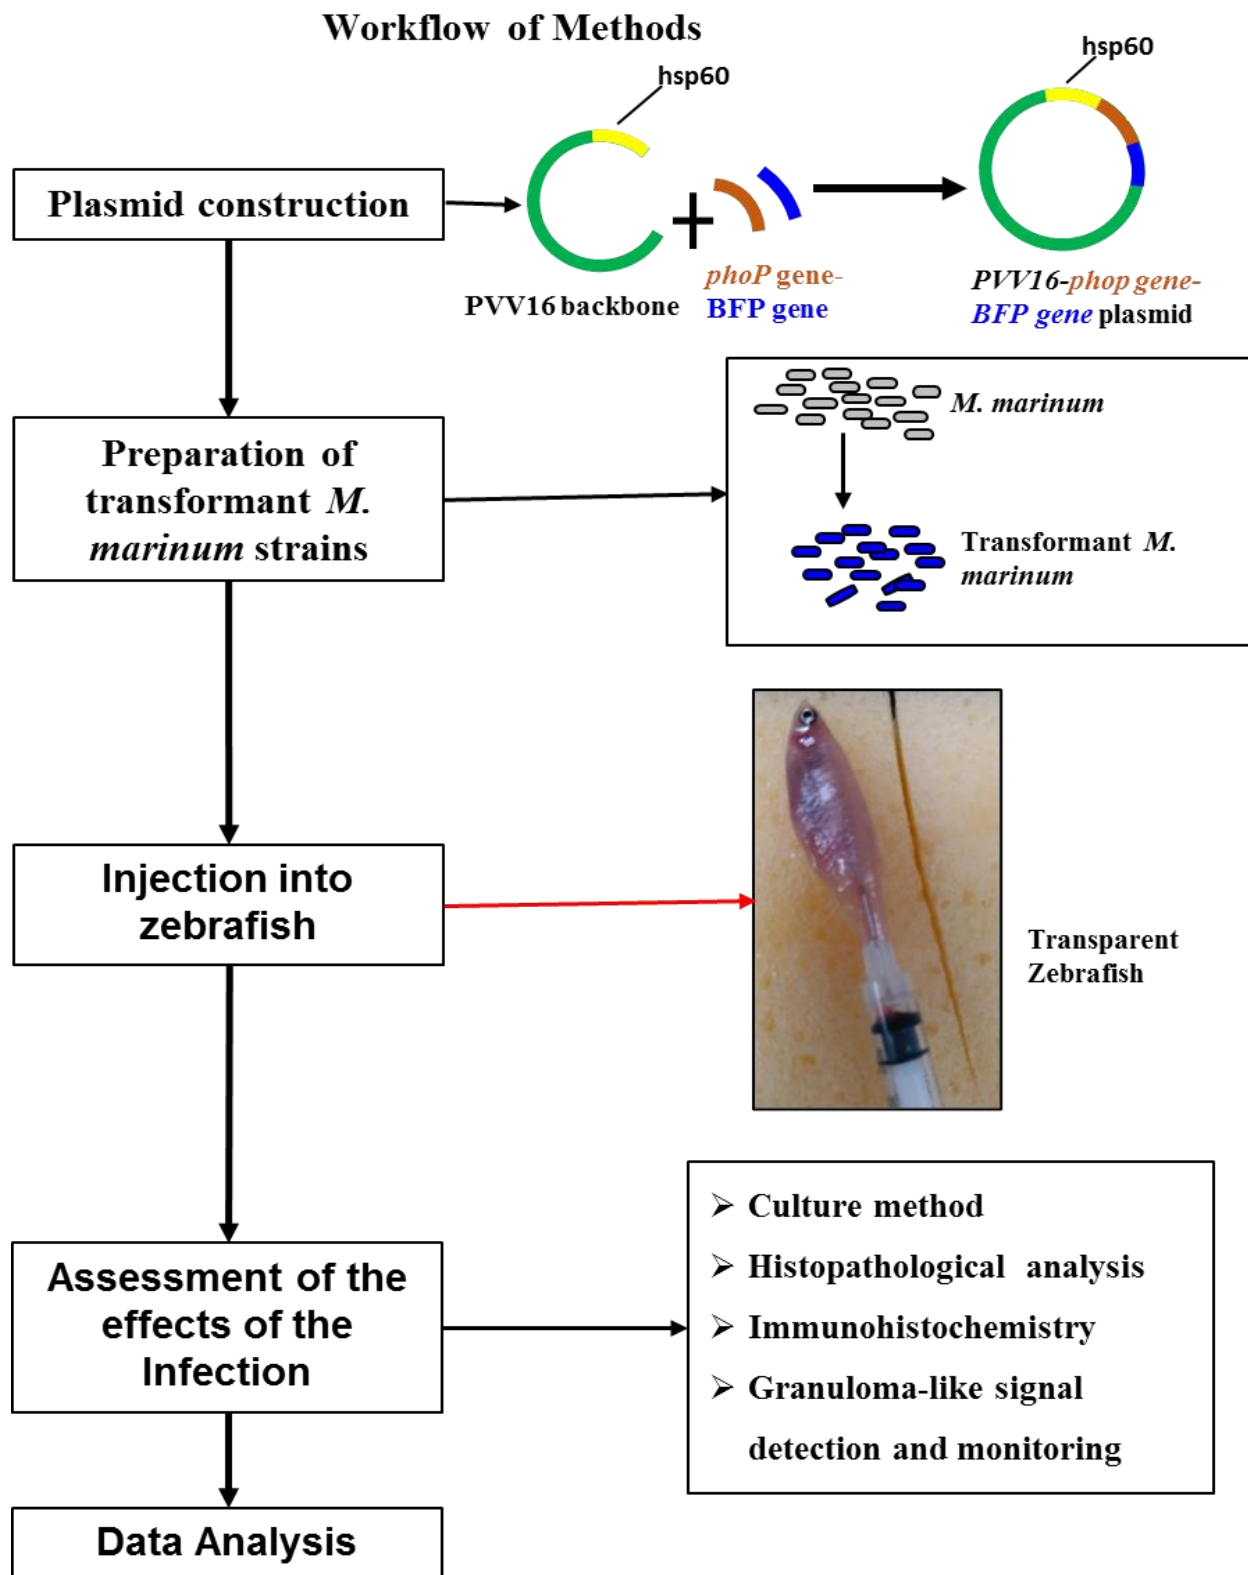 Workflow of Methods
hsp60
hsp60
Plasmid construction
PVV16 backbone
phoP gene-
BFP gene
PVV16-phop gene-
BFP gene plasmid
Preparation of
transformant M.
marinum strains
M. marinum
Transformant M.
marinum
Injection into
zebrafish
Transparent
Zebrafish
Assessment of the
effects of the
Infection
➢ Culture method
➢ Histopathological analysis
➢ Immunohistochemistry
➢ Granuloma-like signal
detection and monitoring
Data Analysis